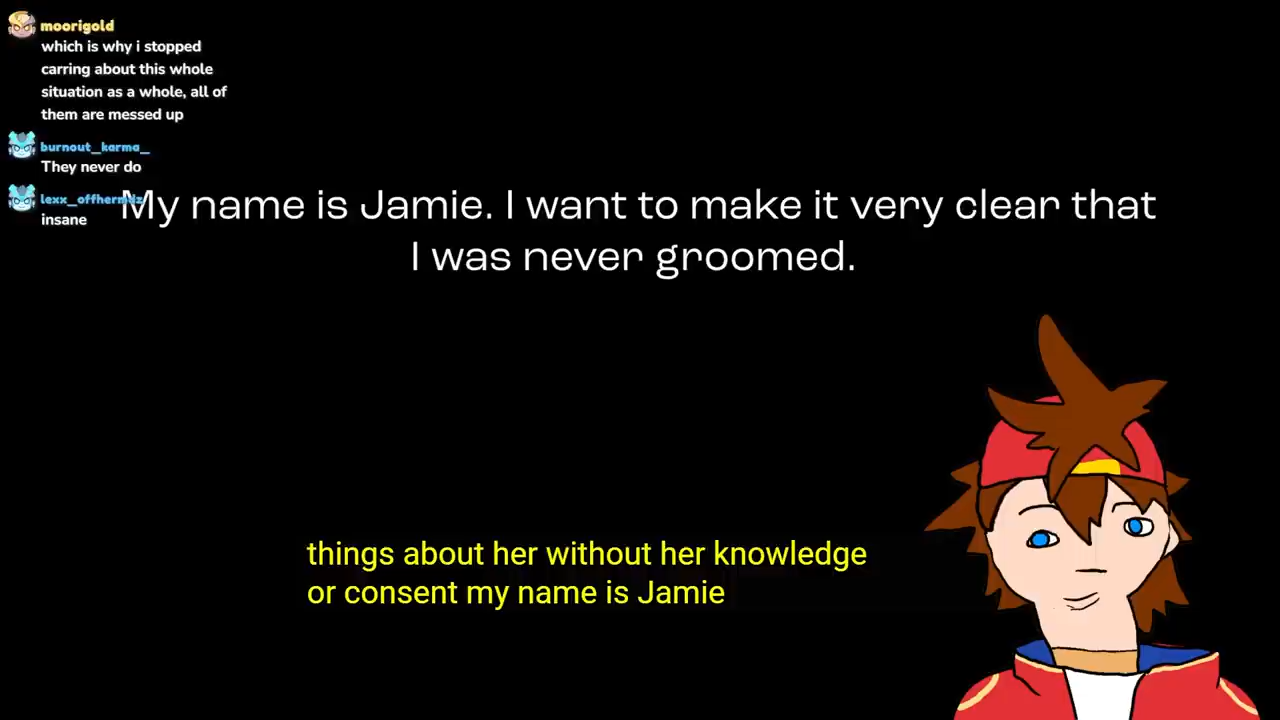 moorigold
which is why i stopped
carring about this whole
situation as a whole, all of
them are messed up
burnout_karma_
They never do
insane
My name is Jamie. I want to make it very clear that
I was never groomed.
things about her without her knowledge
or consent my name is Jamie